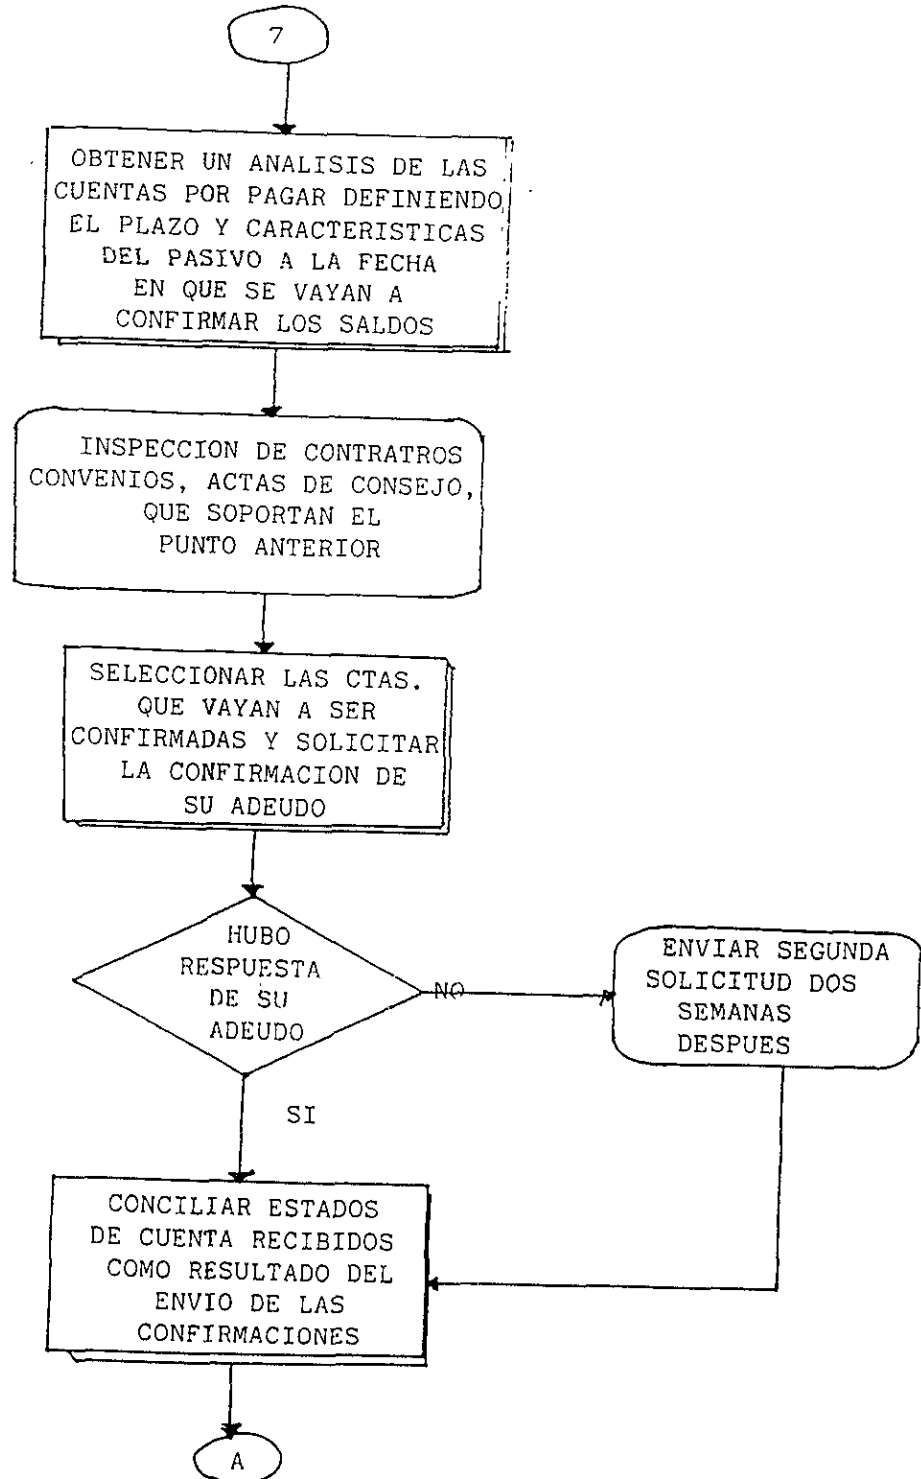 7
OBTENER UN ANALISIS DE LAS
CUENTAS POR PAGAR DEFINIENDO
EL PLAZO Y CARACTERISTICAS
DEL PASIVO A LA FECHA
EN QUE SE VAYAN A
CONFIRMAR LOS SALDOS
INSPECCION DE CONTRATROS
CONVENIOS, ACTAS DE CONSEJO,
QUE SOPORTAN EL
PUNTO ANTERIOR
SELECCIONAR LAS CTAS.
QUE VAYAN A SER
CONFIRMADAS Y SOLICITAR
LA CONFIRMACION DE
SU ADEUDO
HUBO
RESPUESTA
DE SU
ADEUDO
NO
ENVIAR SEGUNDA
SOLICITUD DOS
SEMANAS
DESPUES
SI
CONCILIAR ESTADOS
DE CUENTA RECIBIDOS
COMO RESULTADO DEL
ENVIO DE LAS
CONFIRMACIONES
A